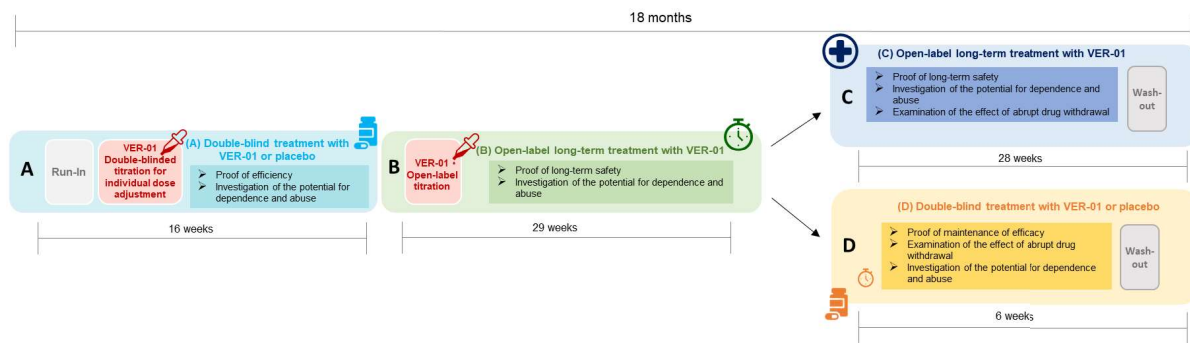 18 months
A
Run-In
VER-01
Double-blinded
titration for
individual dose
adjustment
(A) Double-blind treatment with
VER-01 or placebo
➢ Proof of efficiency
➢ Investigation of the potential for
dependence and abuse
16 weeks
B
VER-01
Open-label
titration
(B) Open-label long-term treatment with VER-01
➢ Proof of long-term safety
➢ Investigation of the potential for dependence and
abuse
29 weeks
(C) Open-label long-term treatment with VER-01
C
➢ Proof of long-term safety
➢ Investigation of the potential for dependence and
abuse
➢ Examination of the effect of abrupt drug withdrawal
Wash-
out
28 weeks
(D) Double-blind treatment with VER-01 or placebo
D
➢ Proof of maintenance of efficacy
➢ Examination of the effect of abrupt drug
withdrawal
➢ Investigation of the potential for dependence
and abuse
Wash-
out
6 weeks